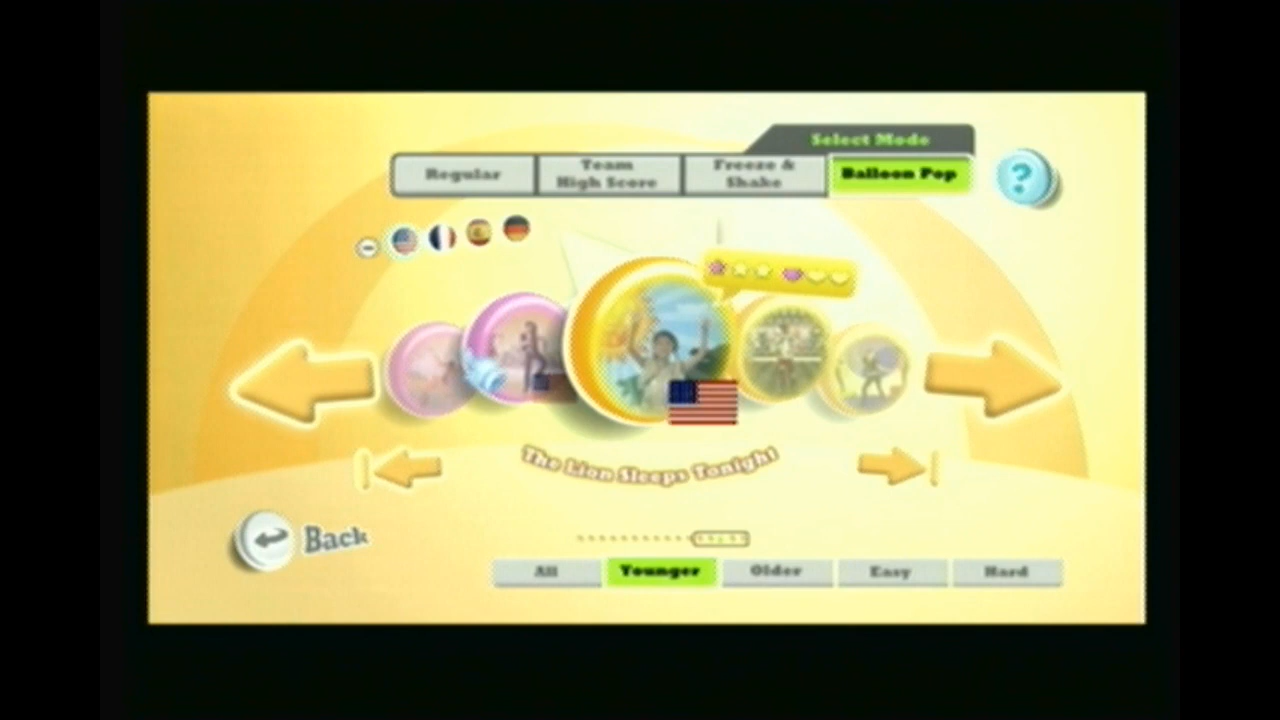 Select Mode
Regular
Team
High Score
Freeze &
Shake
Balloon Pop
?
The Lion Sleeps Tonight
Back
All
Younger
Older
Easy
Hard